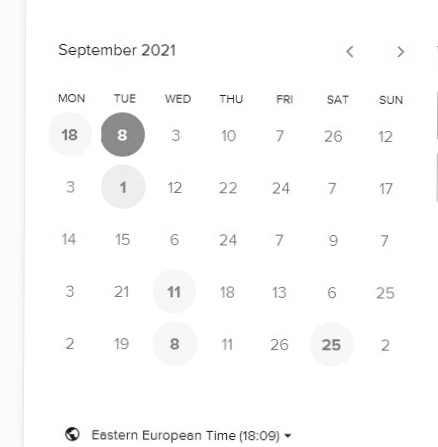 September 2021
MON TUE WED THU FRI SAT SUN
18 8 3 10 7 26 12
3 1 12 22 24 7 17
14 15 6 24 7 9 7
3 21 11 18 13 6 25
2 19 8 11 26 25 2
Eastern European Time (18:09)